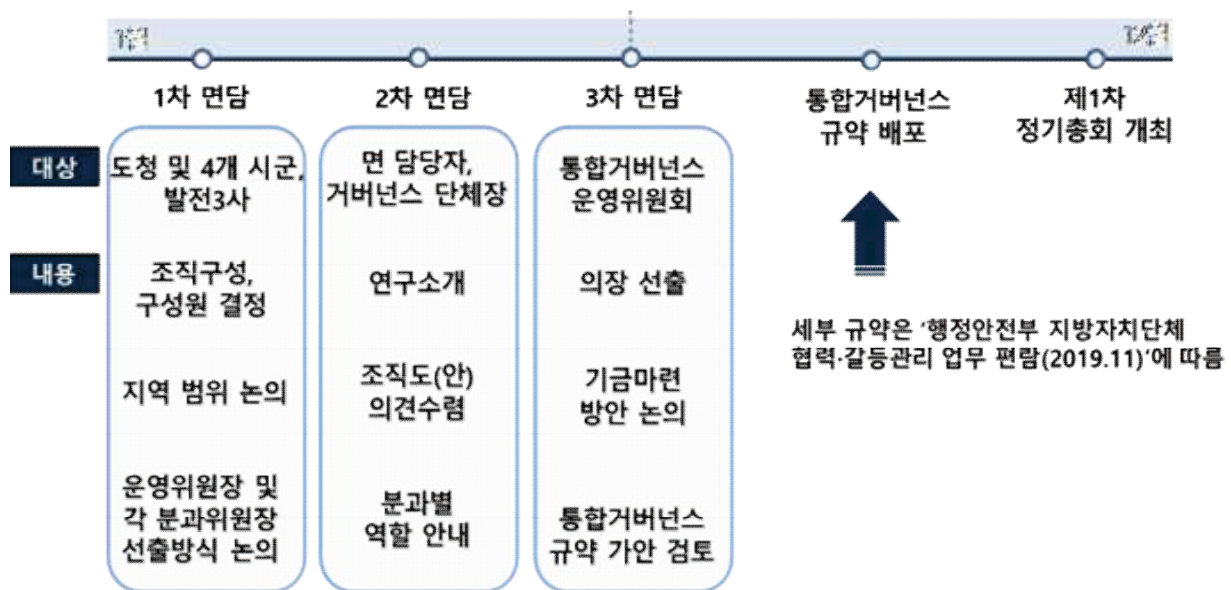 1차 면담
2차 면담
3차 면담
통합거버넌스
규약 배포
제1차
정기총회 개최
대상
도청 및 4개 시군,
발전3사
면 담당자,
거버넌스 단체장
통합거버넌스
운영위원회
내용
조직구성,
구성원 결정
연구소개
의장 선출
세부 규약은 ‘행정안전부 지방자치단체
협력·갈등관리 업무 편람(2019.11)’에 따름
지역 범위 논의
조직도(안)
의견수렴
기금마련
방안 논의
운영위원장 및
각 분과위원장
선출방식 논의
분과별
역할 안내
통합거버넌스
규약 가안 검토